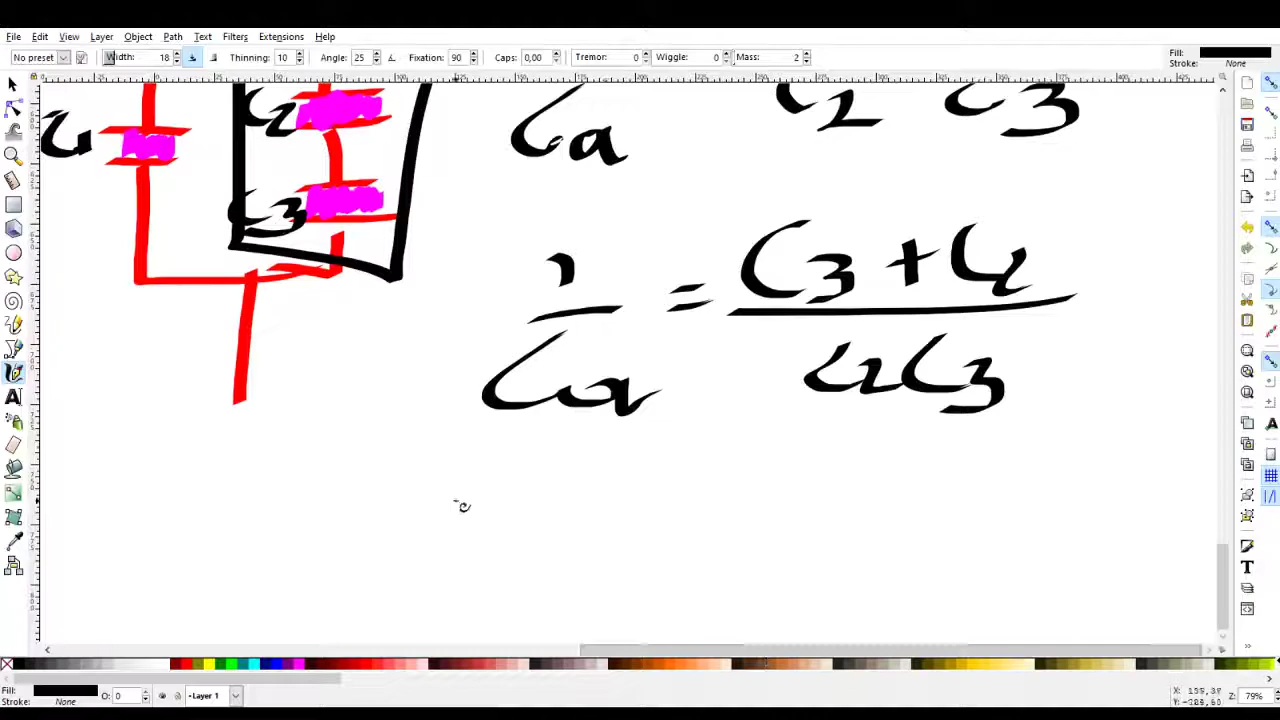 File Edit View Layer Object Path Text Filters Extensions Help
No preset Width: 18 Thinning: 10 Angle: 25 Fixation: 90 Caps: 0,00 Tremor: 0 Wiggle: 0 Mass: 2 Fill: Stroke: None
C2
C3
Ca C2 C3
1 = C3 + C2
Ca C2C3
Fill: Stroke: None O: 0 Layer 1 Z: 79%